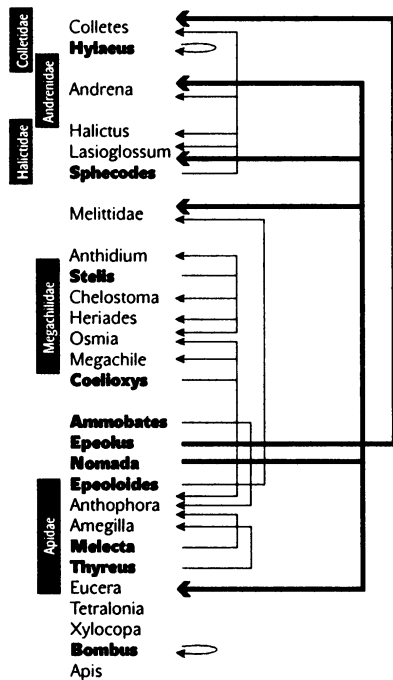 Colletidae
Colletes
Hylaeus
Andrenidae
Andrena
Halictidae
Halictus
Lasioglossum
Sphecodes
Melittidae
Megachilidae
Anthidium
Stelis
Chelostoma
Heriades
Osmia
Megachile
Coelioxys
Ammobates
Epeolus
Nomada
Epeoloides
Apidae
Anthophora
Amegilla
Melecta
Thyreus
Eucera
Tetralonia
Xylocopa
Bombus
Apis